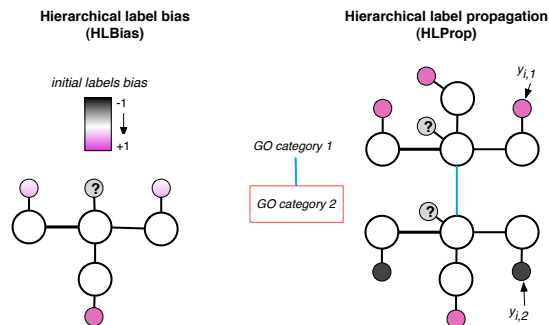 Hierarchical label bias
(HLBias)
initial labels bias
-1
+1
?
Hierarchical label propagation
(HLProp)
y_{i,1}
?
GO category 1
GO category 2
?
y_{i,2}